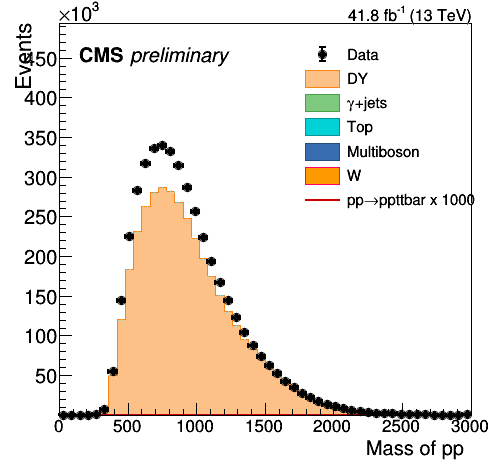 ×10³
41.8 fb⁻¹ (13 TeV)
Events
CMS preliminary
Data
DY
γ+jets
Top
Multiboson
W
pp→ppttbar x 1000
450
400
350
300
250
200
150
100
50
0 500 1000 1500 2000 2500 3000
Mass of pp